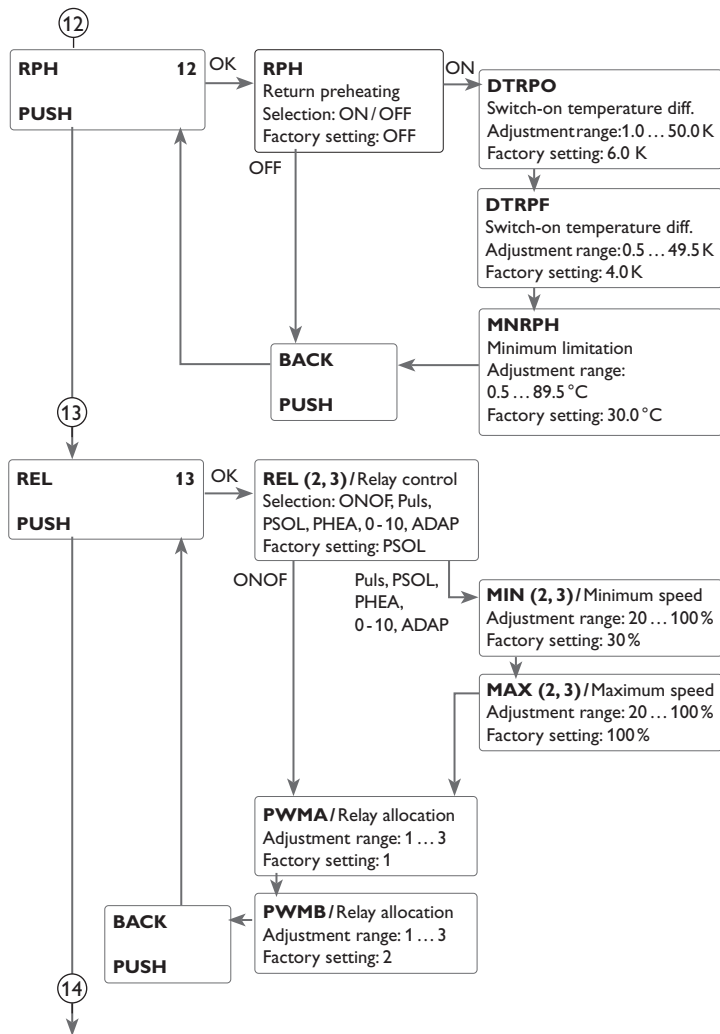 12
RPH 12
PUSH
OK
RPH
Return preheating
Selection: ON / OFF
Factory setting: OFF
ON
OFF
DTRPO
Switch-on temperature diff.
Adjustment range: 1.0 ... 50.0 K
Factory setting: 6.0 K
DTRPF
Switch-on temperature diff.
Adjustment range: 0.5 ... 49.5 K
Factory setting: 4.0 K
MNRPH
Minimum limitation
Adjustment range:
0.5 ... 89.5 °C
Factory setting: 30.0 °C
BACK
PUSH
13
REL 13
PUSH
OK
REL (2, 3) / Relay control
Selection: ONOF, Puls,
PSOL, PHEA, 0 - 10, ADAP
Factory setting: PSOL
ONOF
Puls, PSOL,
PHEA,
0 - 10, ADAP
MIN (2, 3) / Minimum speed
Adjustment range: 20 ... 100 %
Factory setting: 30 %
MAX (2, 3) / Maximum speed
Adjustment range: 20 ... 100 %
Factory setting: 100 %
PWMA / Relay allocation
Adjustment range: 1 ... 3
Factory setting: 1
PWMB / Relay allocation
Adjustment range: 1 ... 3
Factory setting: 2
BACK
PUSH
14